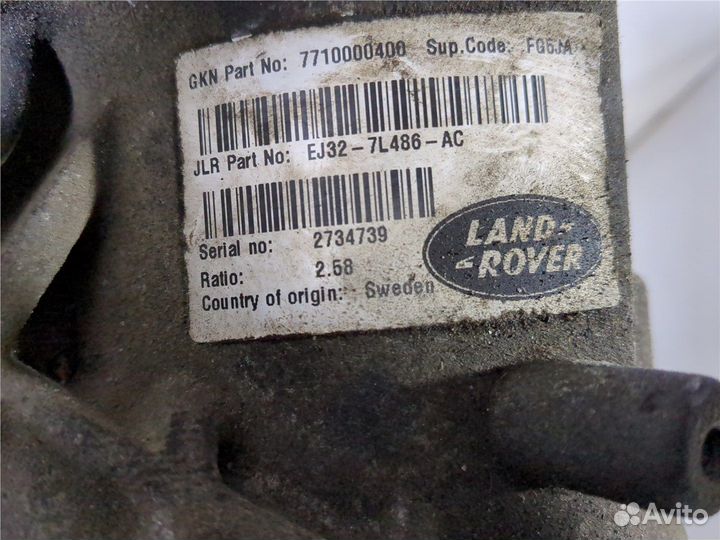 GKN Part No: 7710000400 Sup.Code: FG6JA
JLR Part No: EJ32-7L486-AC
Serial no: 2734739
Ratio: 2.58
Country of origin: Sweden
LAND-
-ROVER
Avito